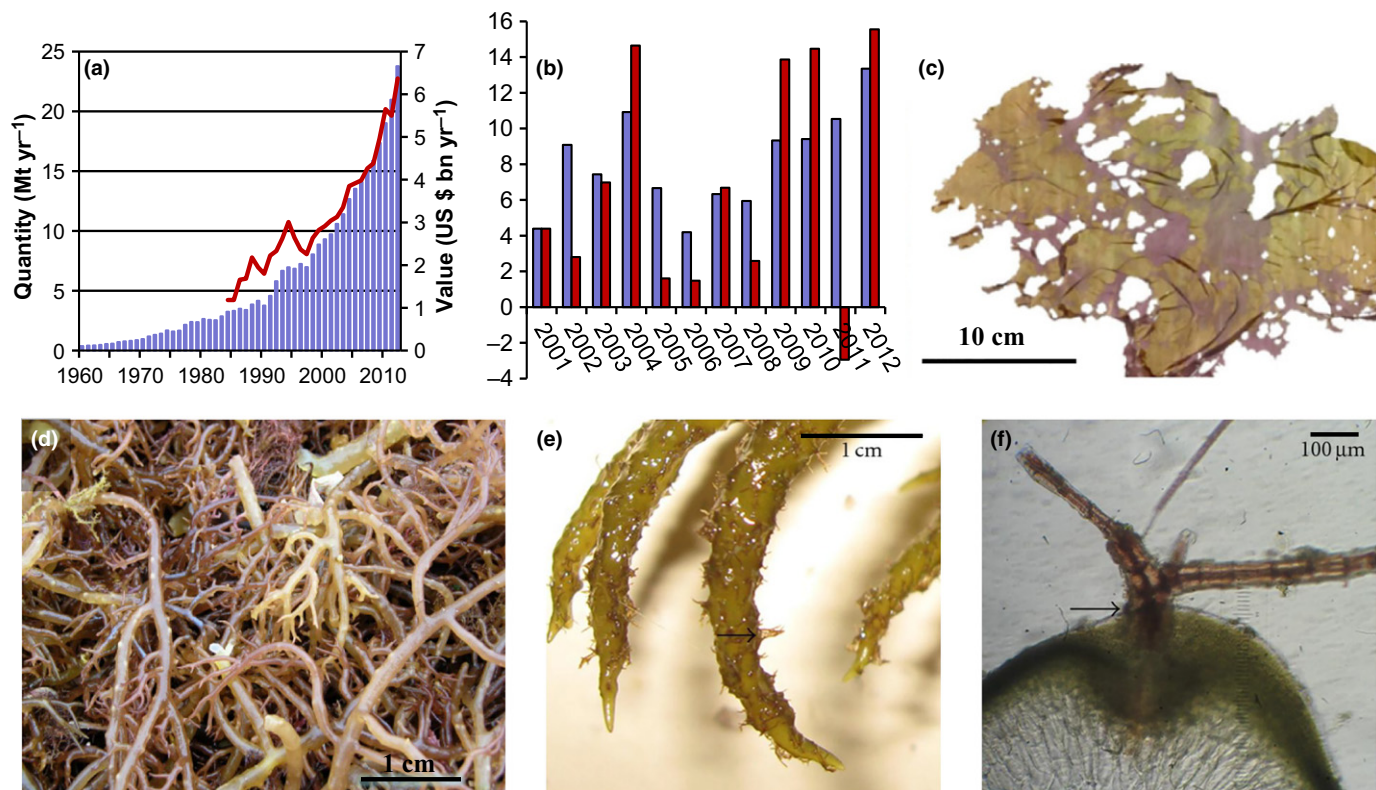 (a)
Quantity (Mt yr⁻¹)
25
20
15
10
5
0
1960 1970 1980 1990 2000 2010
7
6
5
4
3
2
1
0
Value (US $ bn yr⁻¹)
(b)
16
14
12
10
8
6
4
2
0
–2
–4
2001 2002 2003 2004 2005 2006 2007 2008 2009 2010 2011 2012
(c)
10 cm
(d)
1 cm
(e)
1 cm
(f)
100 µm